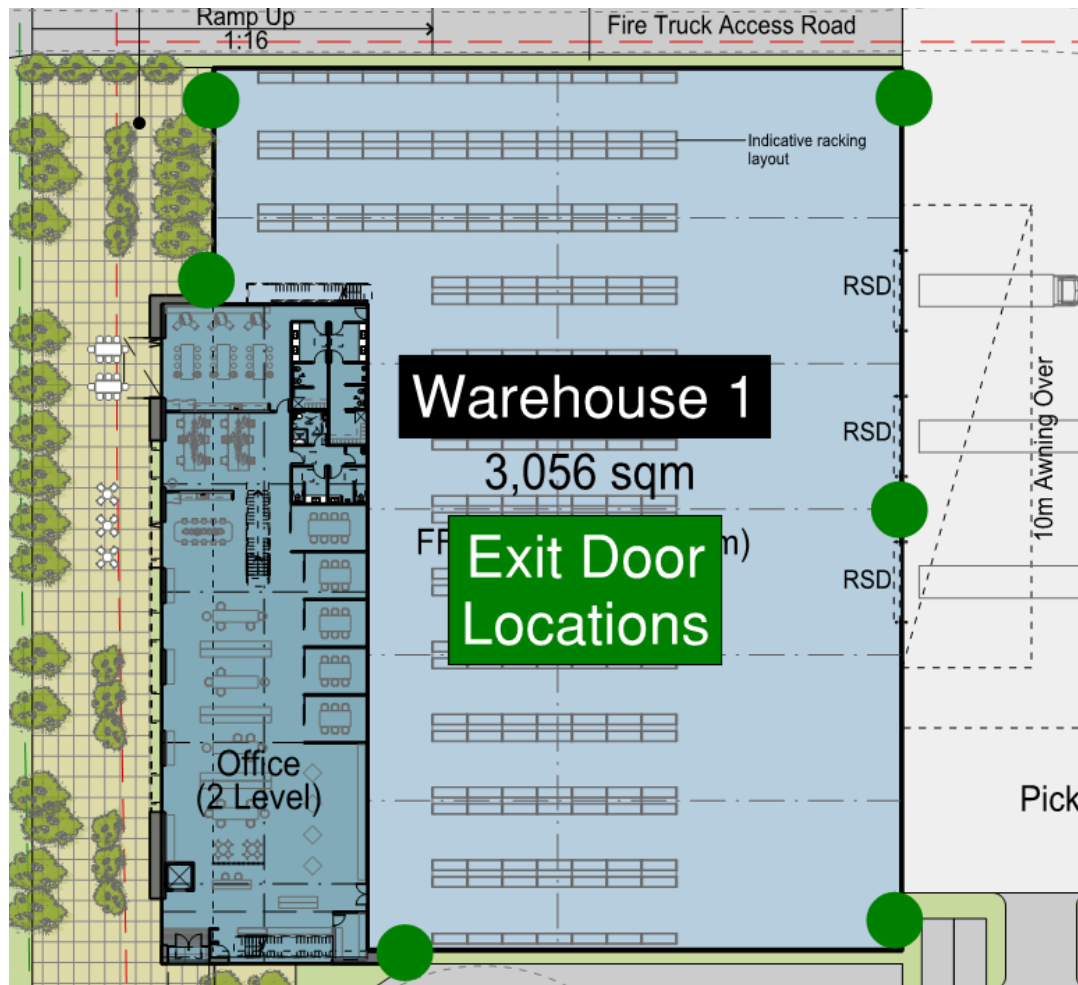 Ramp Up
1:16
Fire Truck Access Road
Indicative racking
layout
RSD
Warehouse 1
10m Awning Over
RSD
3,056 sqm
Exit Door
Locations
m)
RSD
Office
(2 Level)
Pick